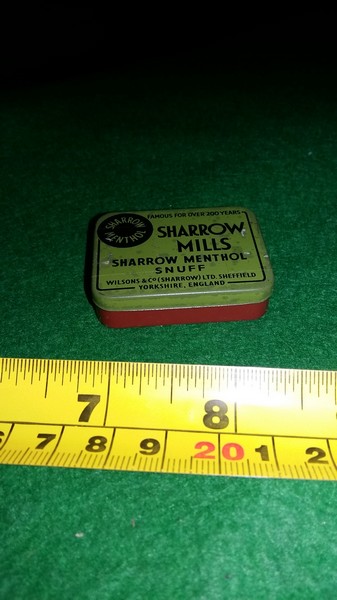 FAMOUS FOR OVER 200 YEARS
SHARROW
MENTHOL
SHARROW
MILLS
SHARROW MENTHOL
SNUFF
WILSONS & CO (SHARROW) LTD. SHEFFIELD
YORKSHIRE, ENGLAND
7 8
7 8 9 20 1 2